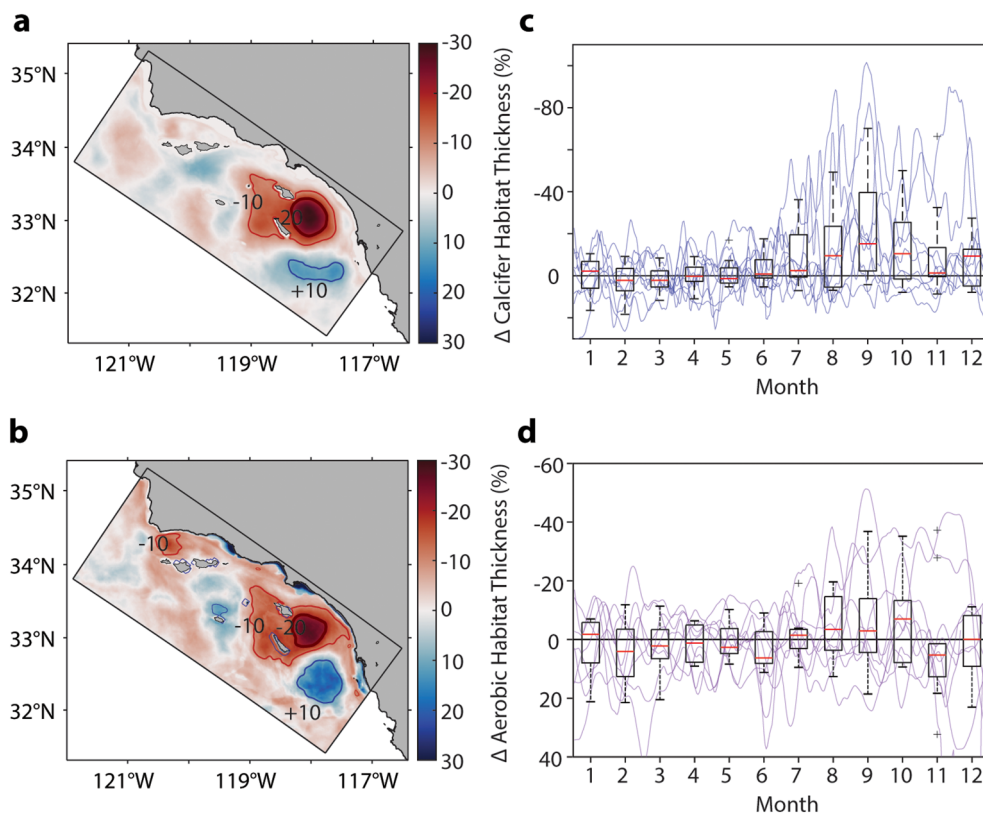 a
35°N
34°N
33°N
32°N
121°W
119°W
117°W
-10
-20
+10
-30
-20
-10
0
10
20
30
c
Δ Calcifer Habitat Thickness (%)
-80
-40
0
1 2 3 4 5 6 7 8 9 10 11 12
Month
b
35°N
34°N
33°N
32°N
121°W
119°W
117°W
-10
-10
-20
+10
-30
-20
-10
0
10
20
30
d
Δ Aerobic Habitat Thickness (%)
-60
-40
-20
0
20
40
1 2 3 4 5 6 7 8 9 10 11 12
Month